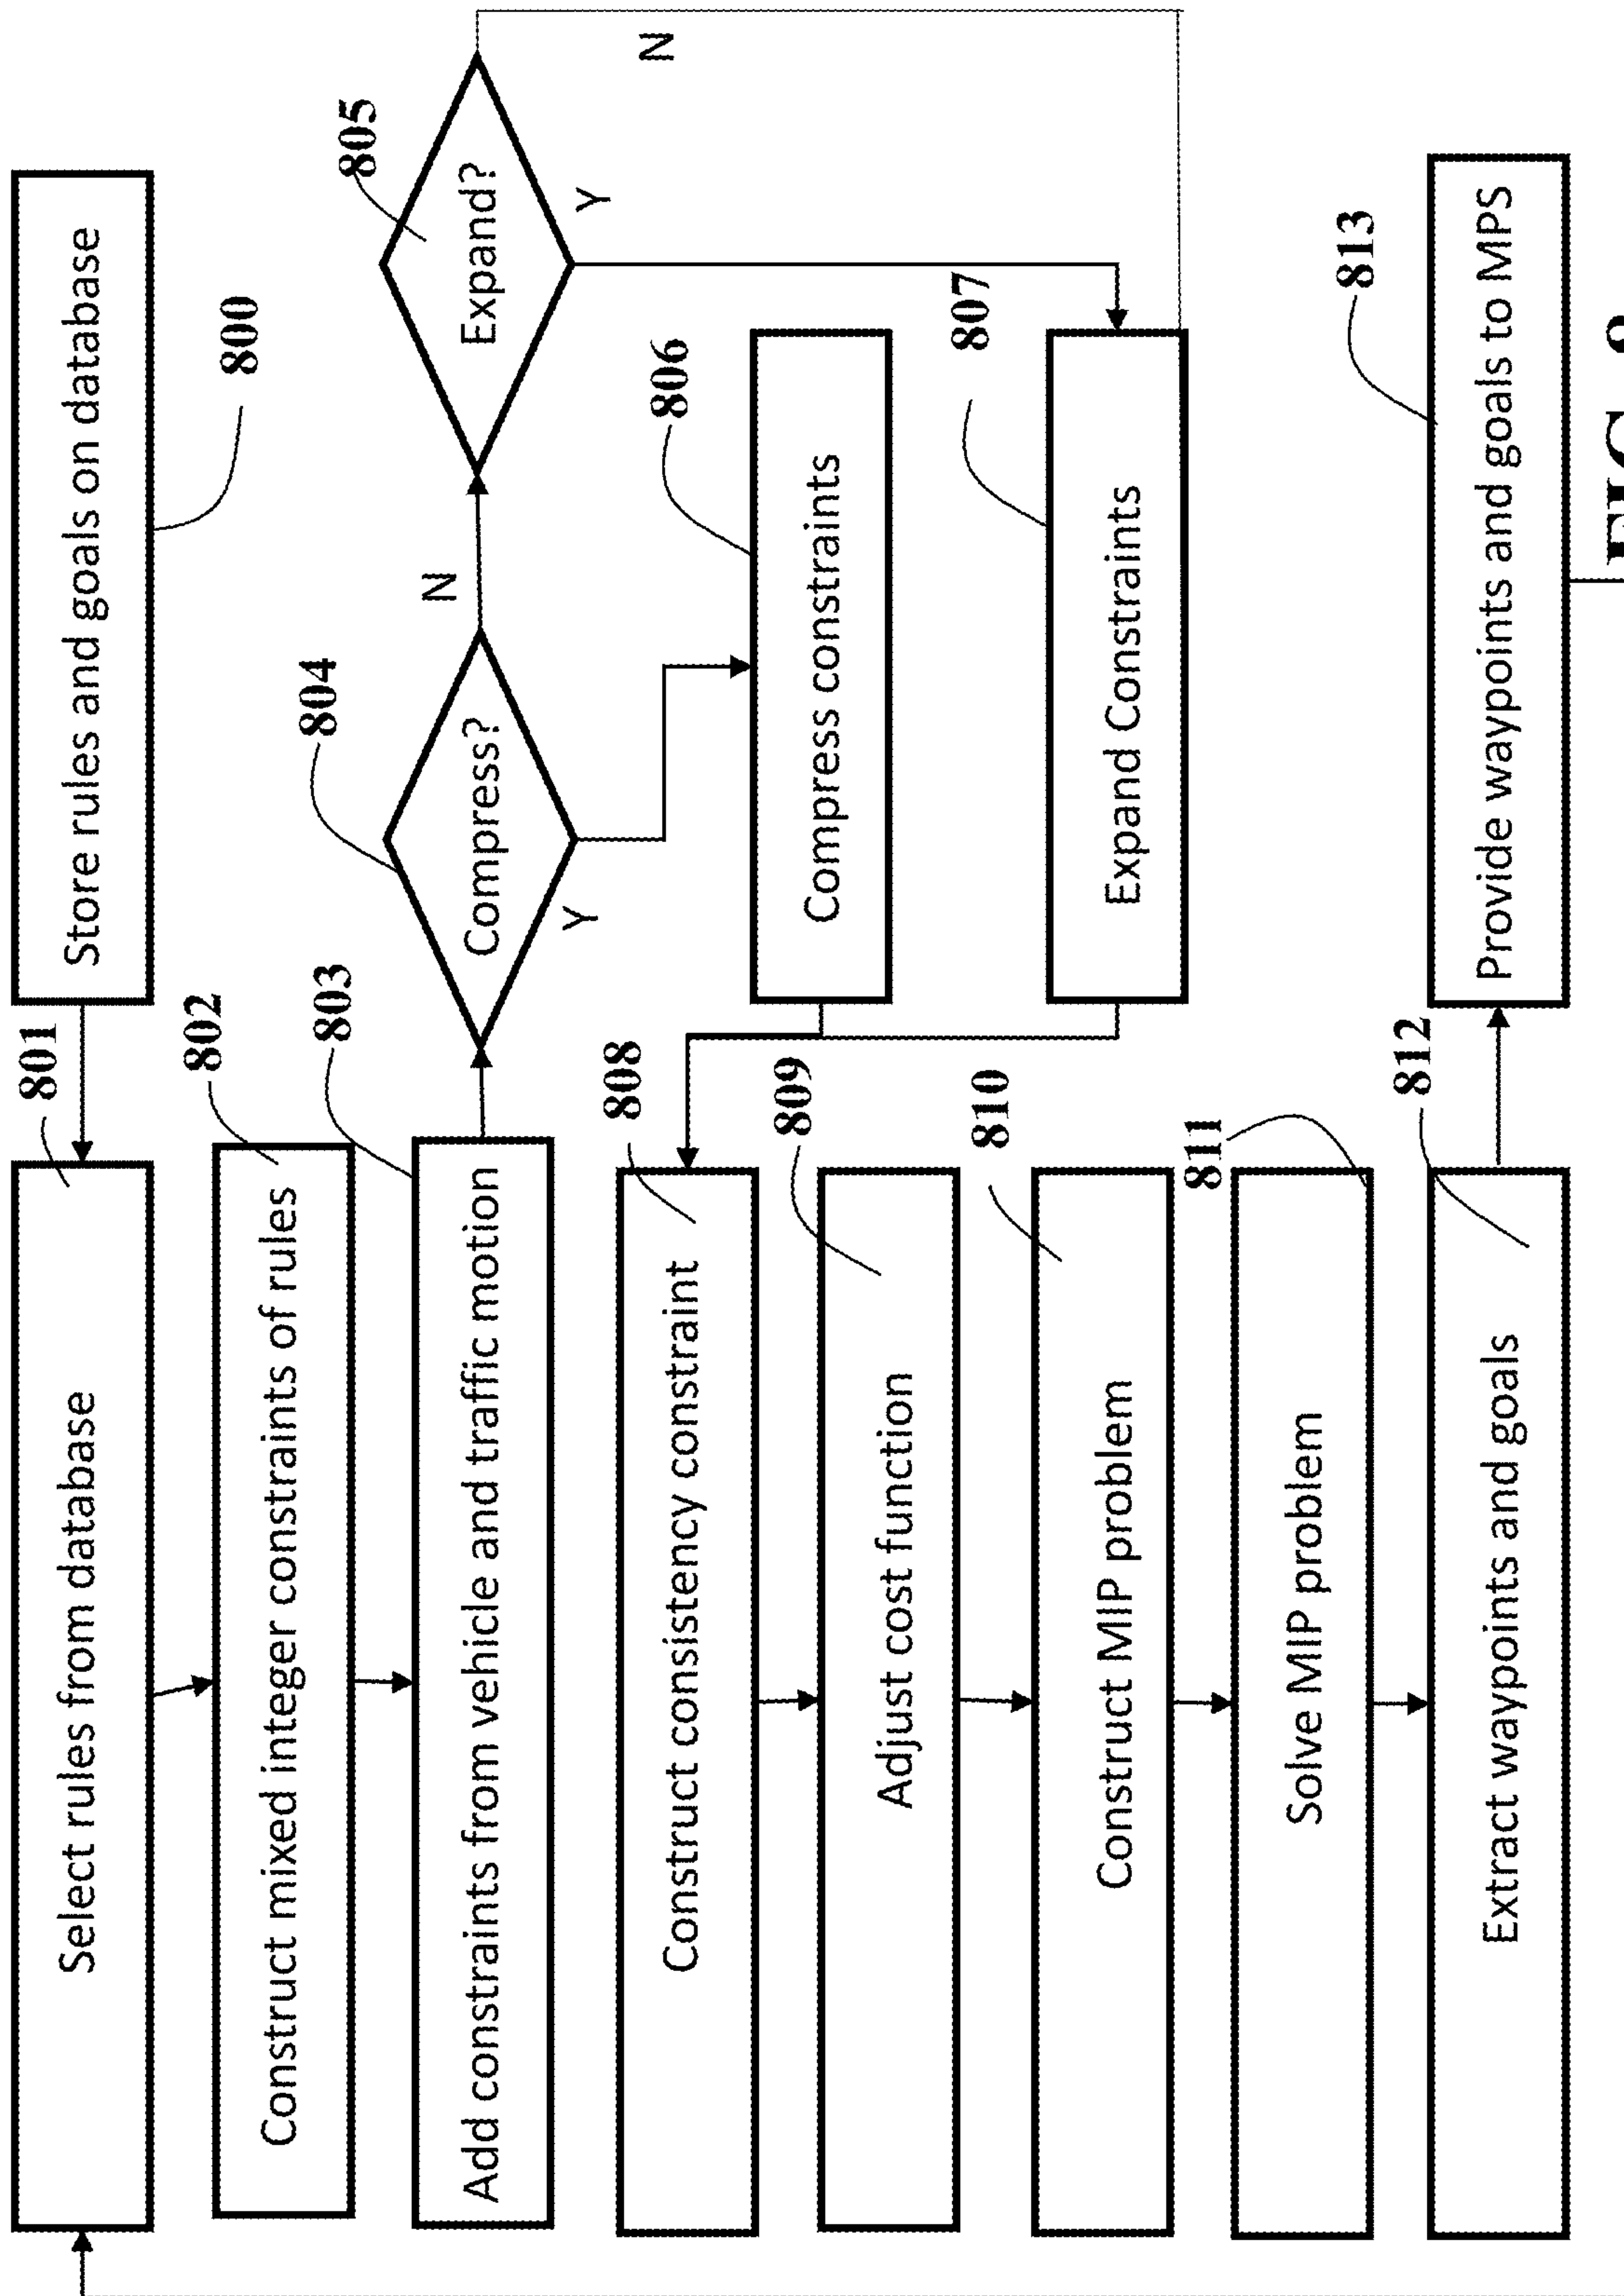 Store rules and goals on database
800
Select rules from database
801
Construct mixed integer constraints of rules
802
Add constraints from vehicle and traffic motion
803
Compress?
804
Y
N
Expand?
805
Y
N
Compress constraints
806
Expand Constraints
807
Construct consistency constraint
808
Adjust cost function
809
Construct MIP problem
810
Solve MIP problem
811
Extract waypoints and goals
812
Provide waypoints and goals to MPS
813